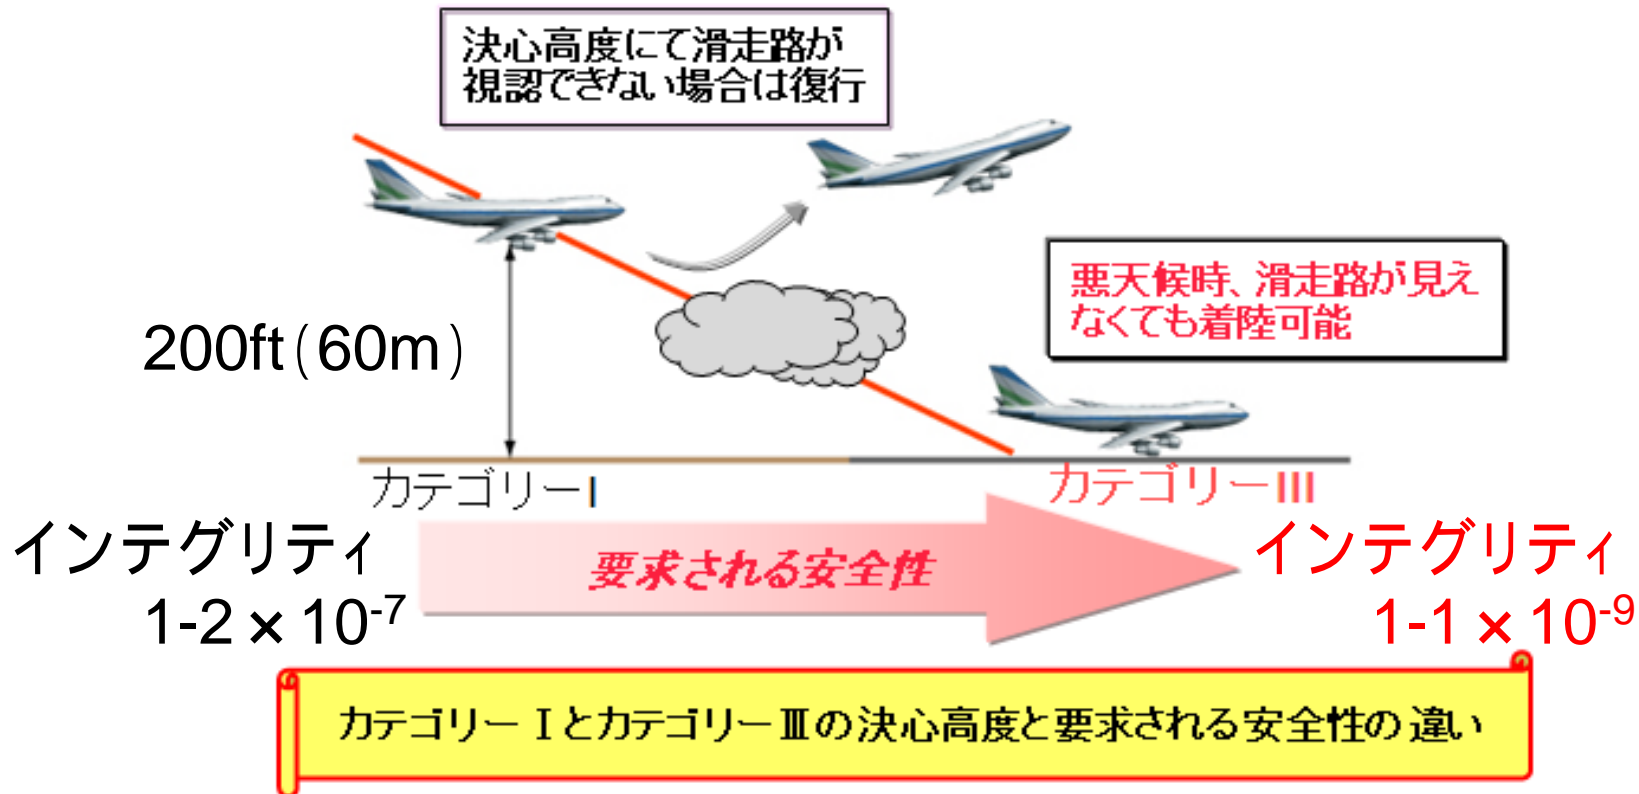 決心高度にて滑走路が
視認できない場合は復行
悪天候時、滑走路が見え
なくても着陸可能
200ft(60m)
カテゴリーI
カテゴリーIII
インテグリティ
1-2×10-7
要求される安全性
インテグリティ
1-1×10-9
カテゴリーⅠとカテゴリーⅢの決心高度と要求される安全性の違い